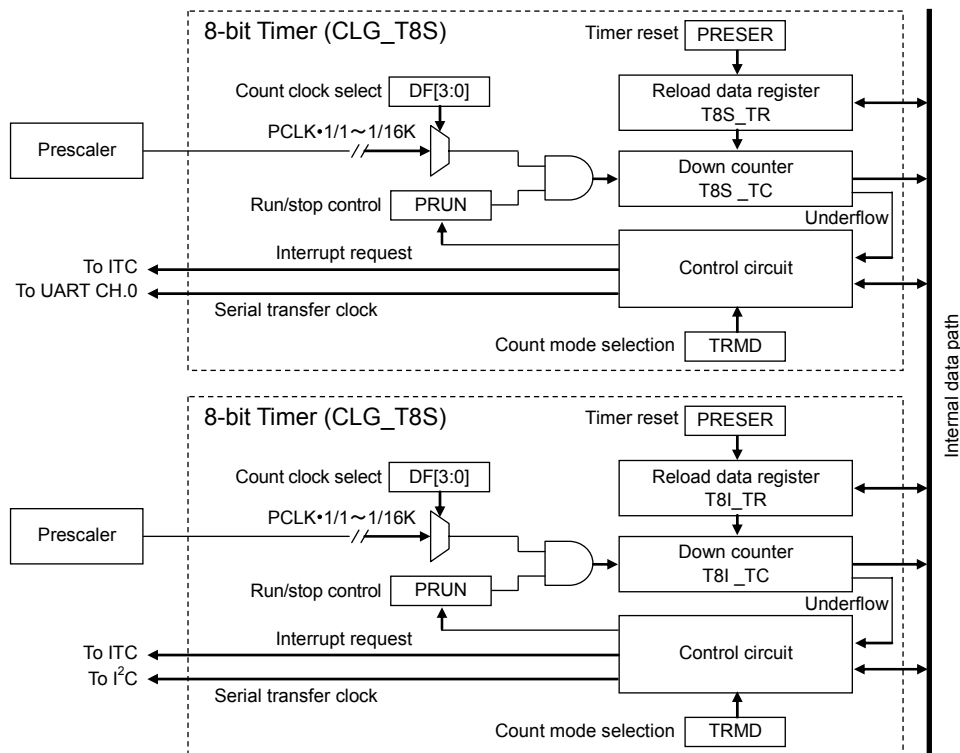 8-bit Timer (CLG_T8S)
Timer reset PRESER
Count clock select DF[3:0]
Reload data register
T8S_TR
PCLK•1/1～1/16K
Prescaler
Down counter
T8S _TC
Run/stop control PRUN
Underflow
Interrupt request
Control circuit
To ITC
To UART CH.0
Serial transfer clock
Count mode selection TRMD
Internal data path
8-bit Timer (CLG_T8S)
Timer reset PRESER
Count clock select DF[3:0]
Reload data register
T8I_TR
PCLK•1/1～1/16K
Prescaler
Down counter
T8I _TC
Run/stop control PRUN
Underflow
Interrupt request
Control circuit
To ITC
To I²C
Serial transfer clock
Count mode selection TRMD